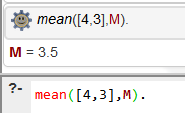 mean([4,3],M).
M = 3.5
?- mean([4,3],M).